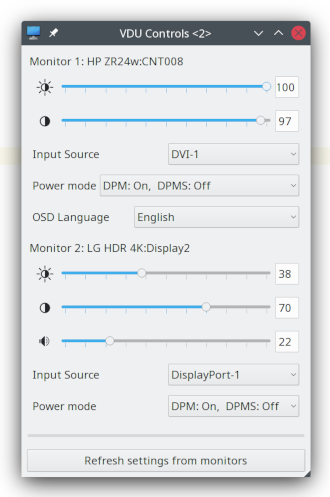 VDU Controls <2>
Monitor 1: HP ZR24w:CNT008
100
97
Input Source DVI-1
Power mode DPM: On, DPMS: Off
OSD Language English
Monitor 2: LG HDR 4K:Display2
38
70
22
Input Source DisplayPort-1
Power mode DPM: On, DPMS: Off
Refresh settings from monitors